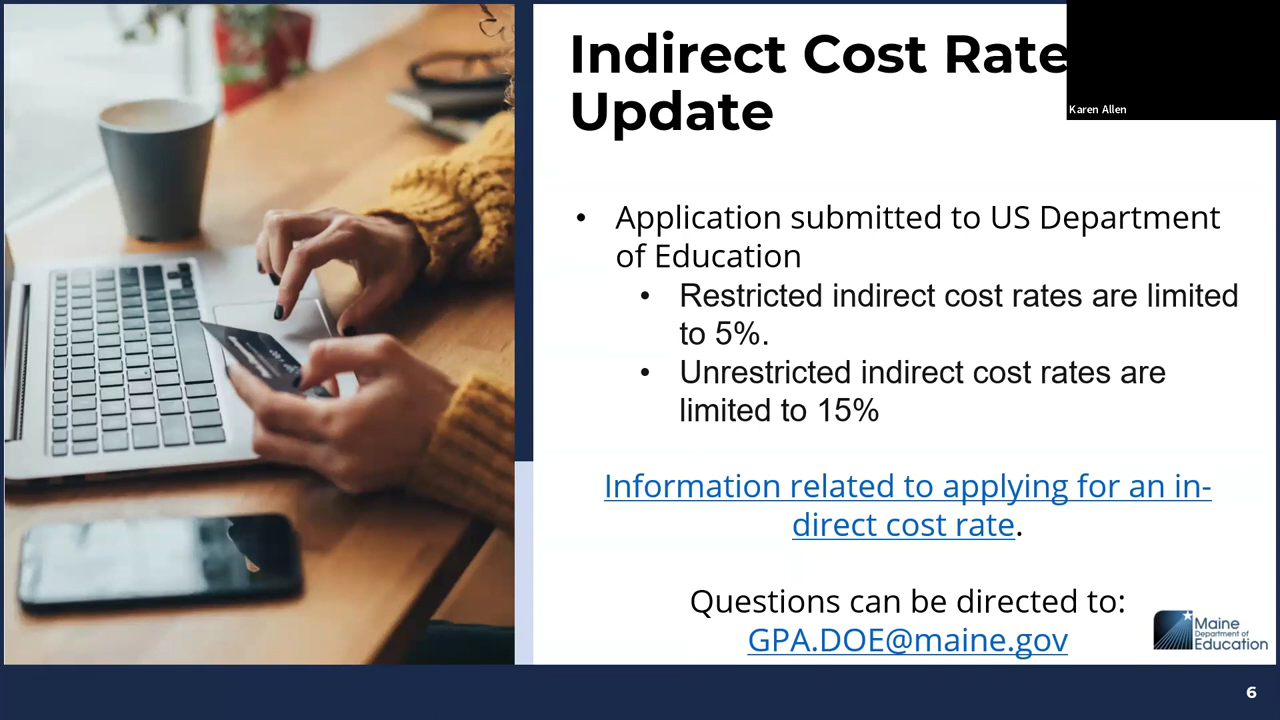 Indirect Cost Rate
Update
Karen Allen
• Application submitted to US Department
of Education
• Restricted indirect cost rates are limited
to 5%.
• Unrestricted indirect cost rates are
limited to 15%
Information related to applying for an in-
direct cost rate.
Questions can be directed to:
GPA.DOE@maine.gov
Maine
Department of
Education
6